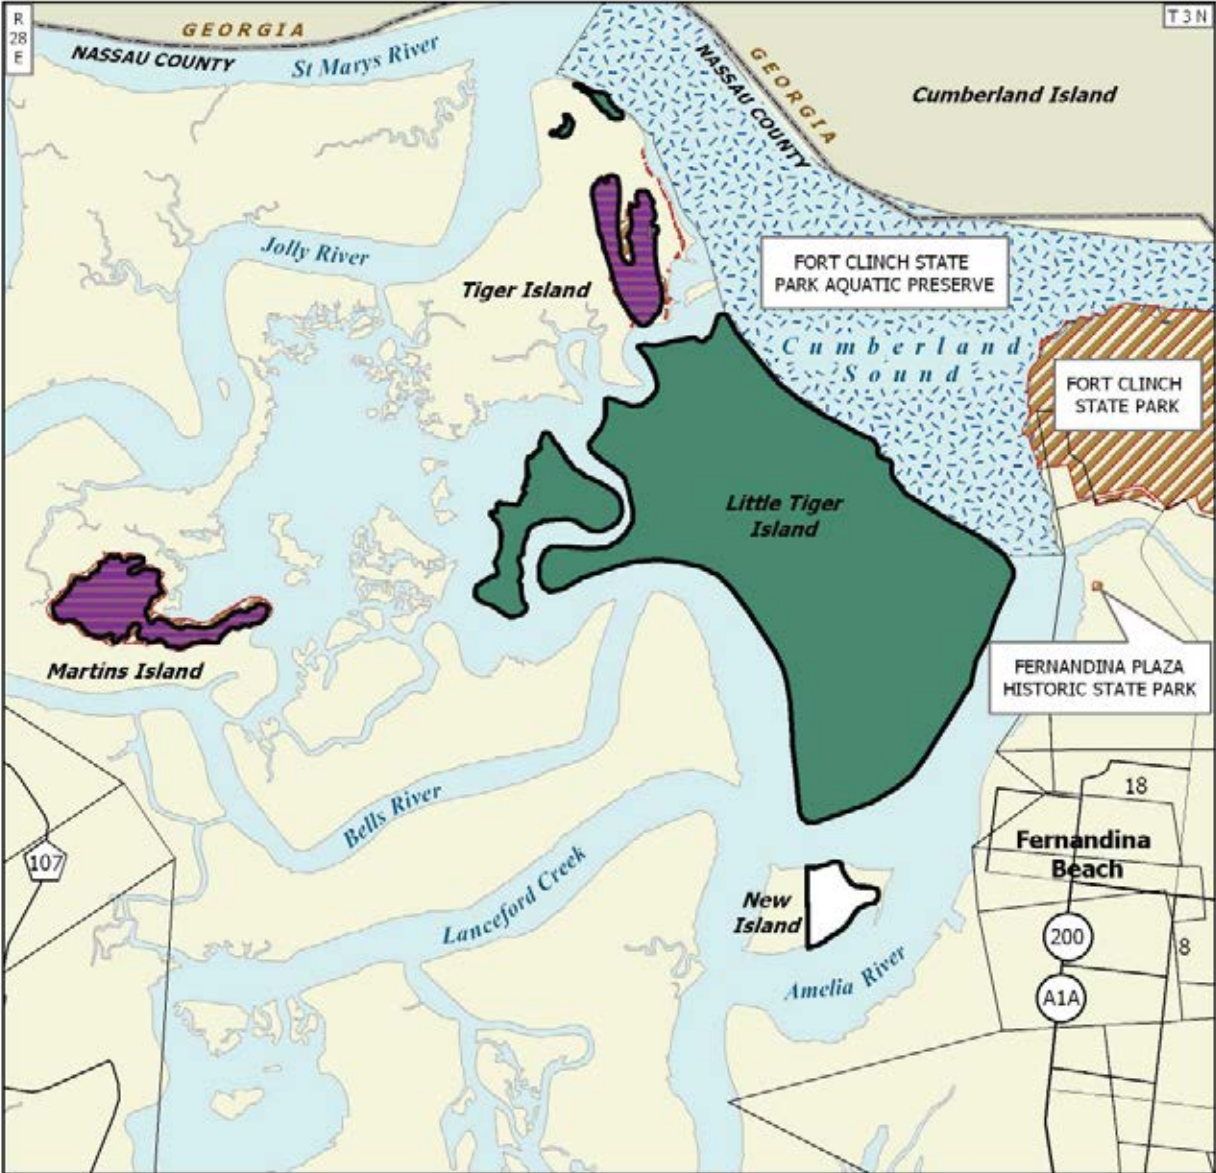 R
28
E
T 3 N
GEORGIA
NASSAU COUNTY
St Marys River
GEORGIA
NASSAU COUNTY
Cumberland Island
Jolly River
Tiger Island
FORT CLINCH STATE
PARK AQUATIC PRESERVE
Cumberland
Sound
FORT CLINCH
STATE PARK
Little Tiger
Island
Martins Island
FERNANDINA PLAZA
HISTORIC STATE PARK
Bells River
18
Fernandina
Beach
107
Lanceford Creek
New
Island
200
8
Amelia River
A1A